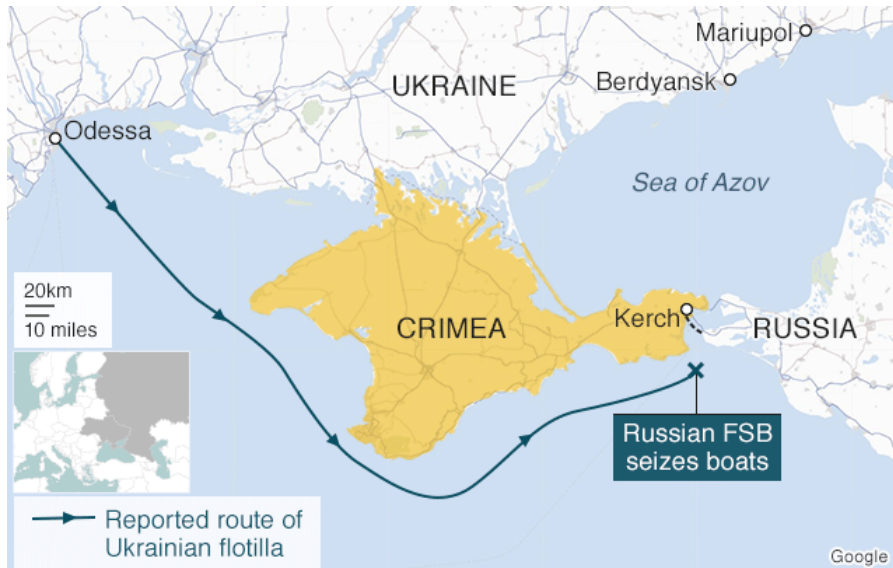 Mariupol
UKRAINE
Berdyansk
Odessa
Sea of Azov
20km
10 miles
CRIMEA
Kerch
RUSSIA
Russian FSB
seizes boats
Reported route of
Ukrainian flotilla
Google